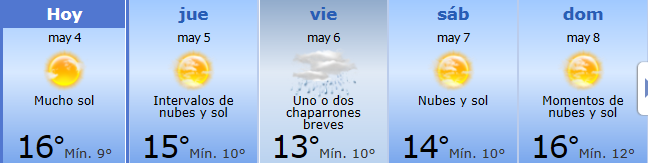 Hoy
may 4
Mucho sol
16° Mín. 9°
jue
may 5
Intervalos de
nubes y sol
15° Mín. 10°
vie
may 6
Uno o dos
chaparrones
breves
13° Mín. 10°
sáb
may 7
Nubes y sol
14° Mín. 10°
dom
may 8
Momentos de
nubes y sol
16° Mín. 12°